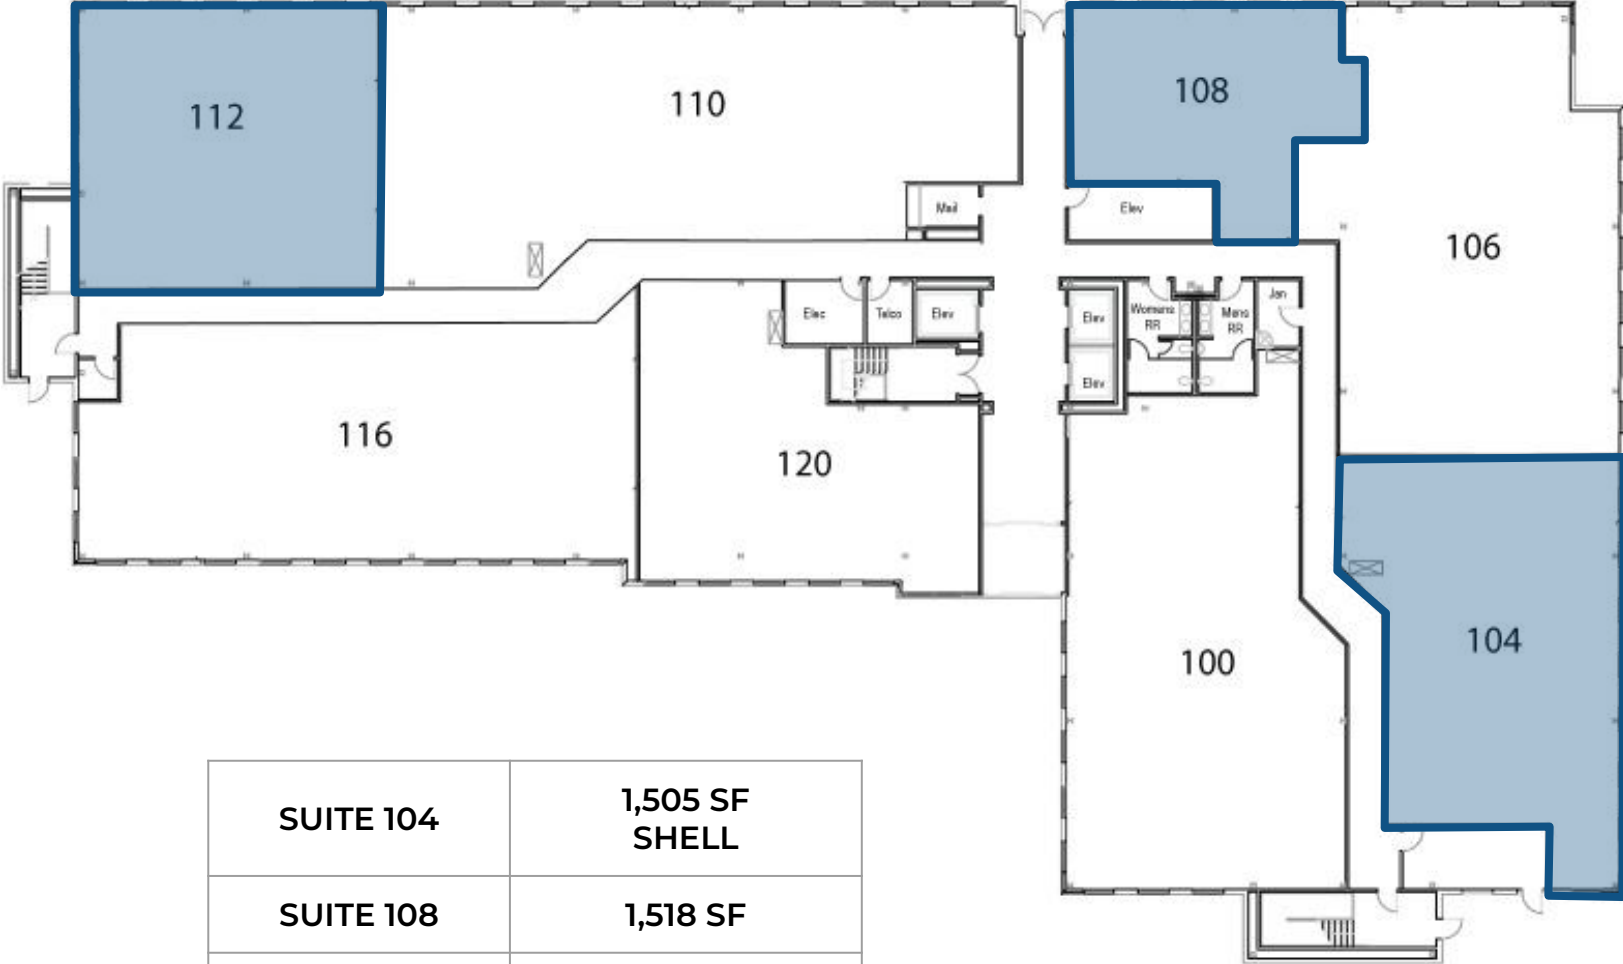 112
110
108
106
Mail
Elev
Elec
Telco
Elev
Elev
Womens
RR
Mens
RR
Jan
Elev
116
120
100
104
SUITE 104
1,505 SF
SHELL
SUITE 108
1,518 SF